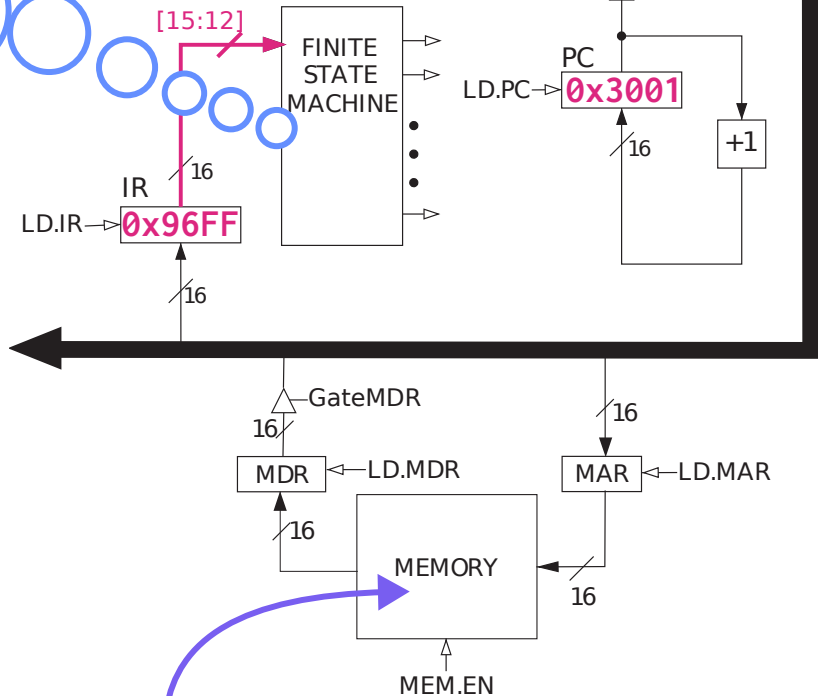 [15:12]
FINITE
STATE
MACHINE
PC
LD.PC
0x3001
+1
16
16
IR
LD.IR
0x96FF
16
GateMDR
16
16
MDR
LD.MDR
MAR
LD.MAR
16
MEMORY
16
MEM.EN